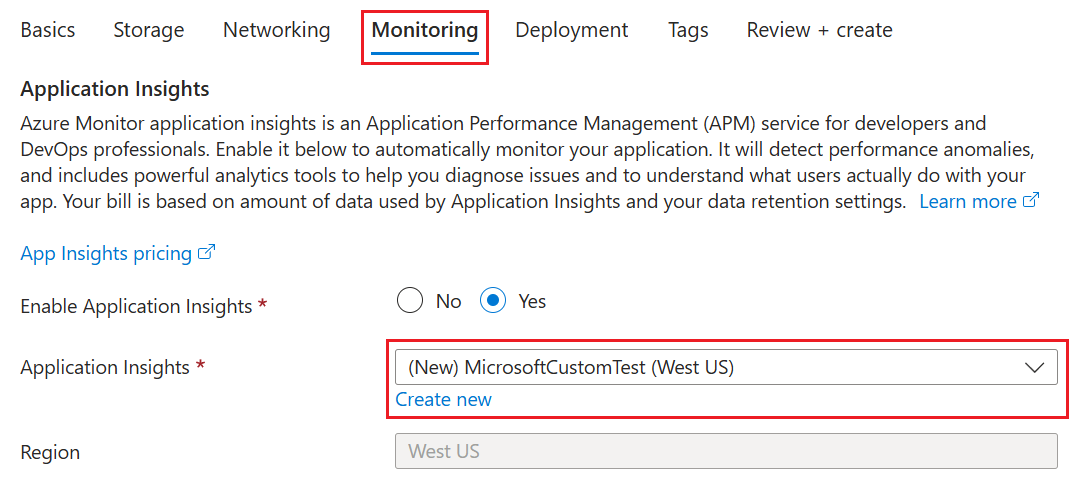 Basics Storage Networking Monitoring Deployment Tags Review + create
Application Insights
Azure Monitor application insights is an Application Performance Management (APM) service for developers and
DevOps professionals. Enable it below to automatically monitor your application. It will detect performance anomalies,
and includes powerful analytics tools to help you diagnose issues and to understand what users actually do with your
app. Your bill is based on amount of data used by Application Insights and your data retention settings. Learn more
App Insights pricing
Enable Application Insights * No Yes
Application Insights * (New) MicrosoftCustomTest (West US)
Create new
Region West US